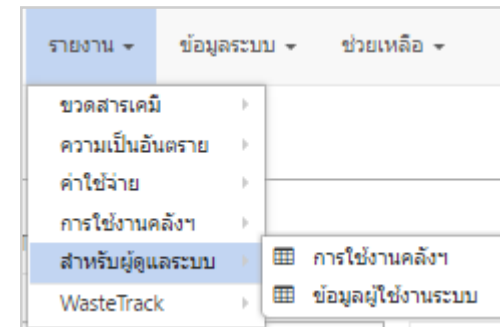 รายงาน ข้อมูลระบบ ช่วยเหลือ
ขวดสารเคมี
ความเป็นอันตราย
ค่าใช้จ่าย
การใช้งานคลังฯ
สำหรับผู้ดูแลระบบ การใช้งานคลังฯ
WasteTrack ข้อมูลผู้ใช้งานระบบ